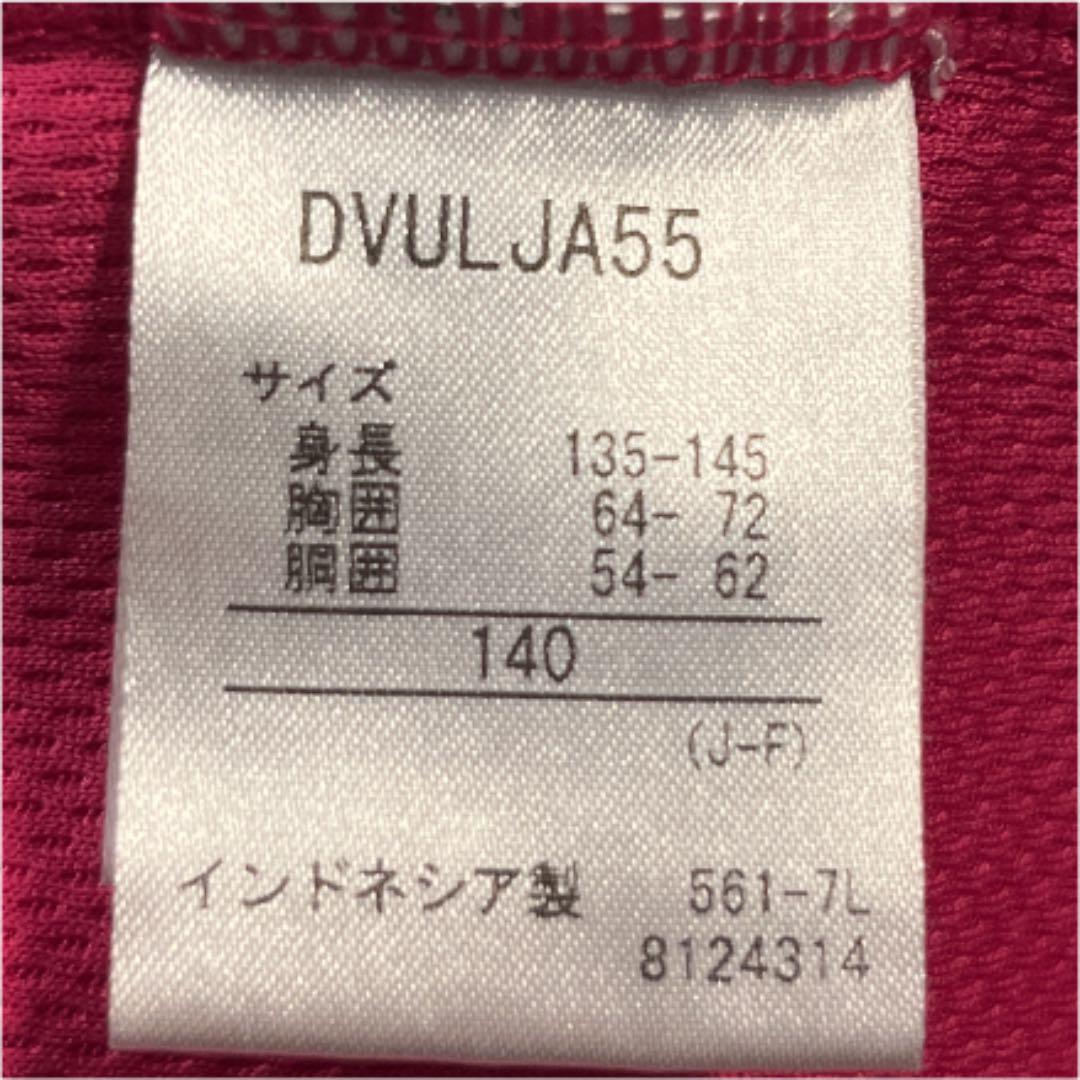 DVULJA55
サイズ
身長 135-145
胸囲 64- 72
胴囲 54- 62
140
(J-F)
インドネシア製 561-7L
8124314